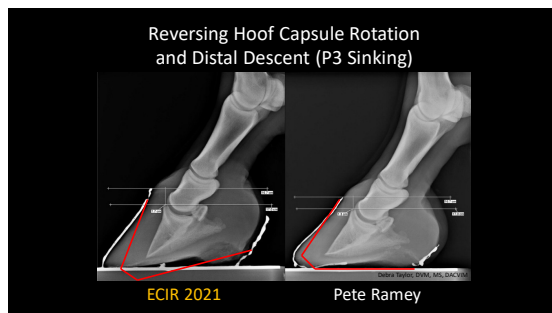 Reversing Hoof Capsule Rotation
and Distal Descent (P3 Sinking)
Debra Taylor, DVM, MS, DACVIM
ECIR 2021
Pete Ramey